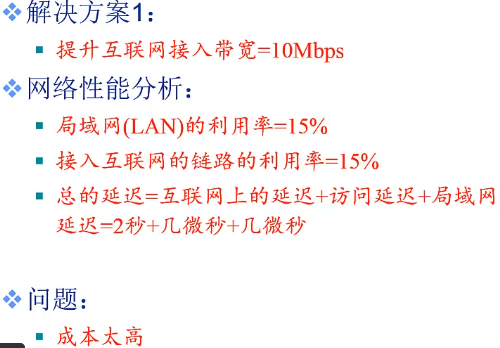 解决方案1：
提升互联网接入带宽=10Mbps
网络性能分析：
局域网(LAN)的利用率=15%
接入互联网的链路的利用率=15%
总的延迟=互联网上的延迟+访问延迟+局域网
延迟=2秒+几微秒+几微秒
问题：
成本太高